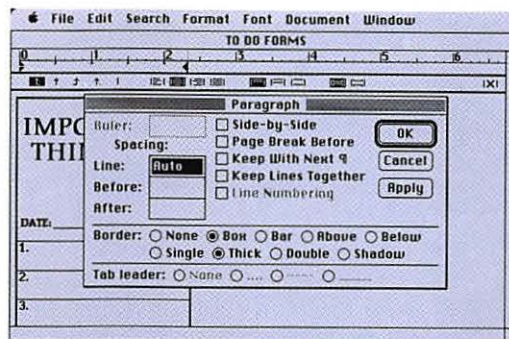 File Edit Search Format Font Document Window
TO DO FORMS
0 1 2 3 4 5 6
Paragraph
IMPO
THI
Ruler:
Spacing:
Line: Auto
Before:
After:
Side-by-Side
Page Break Before
Keep With Next ¶
Keep Lines Together
Line Numbering
OK
Cancel
Apply
Border: None Box Bar Above Below
Single Thick Double Shadow
Tab leader: None .... ----- _____
DATE:
1.
2.
3.